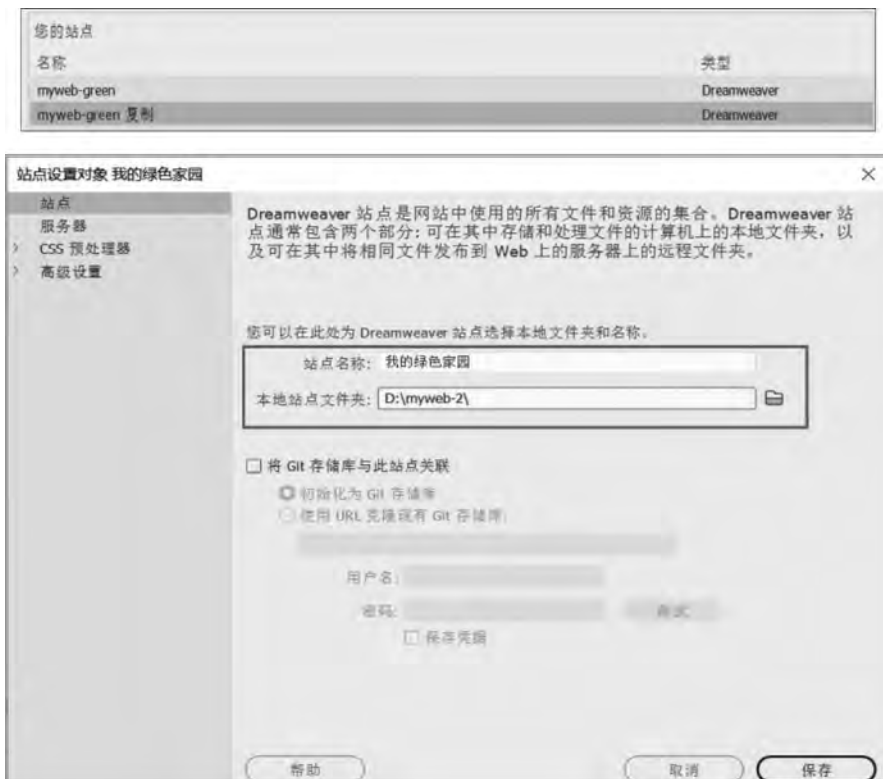 您的站点
名称 类型
myweb-green Dreamweaver
myweb-green 复制 Dreamweaver
站点设置对象 我的绿色家园
站点
服务器
CSS 预处理器
高级设置
Dreamweaver 站点是网站中使用的所有文件和资源的集合。Dreamweaver 站
点通常包含两个部分: 可在其中存储和处理文件的计算机上的本地文件夹，以
及可在其中将相同文件发布到 Web 上的服务器上的远程文件夹。
您可以在此处为 Dreamweaver 站点选择本地文件夹和名称。
站点名称: 我的绿色家园
本地站点文件夹: D:\myweb-2\
将 Git 存储库与此站点关联
初始化为 Git 存储库
使用 URL 克隆现有 Git 存储库:
用户名:
密码: 测试
保存凭据
帮助 取消 保存